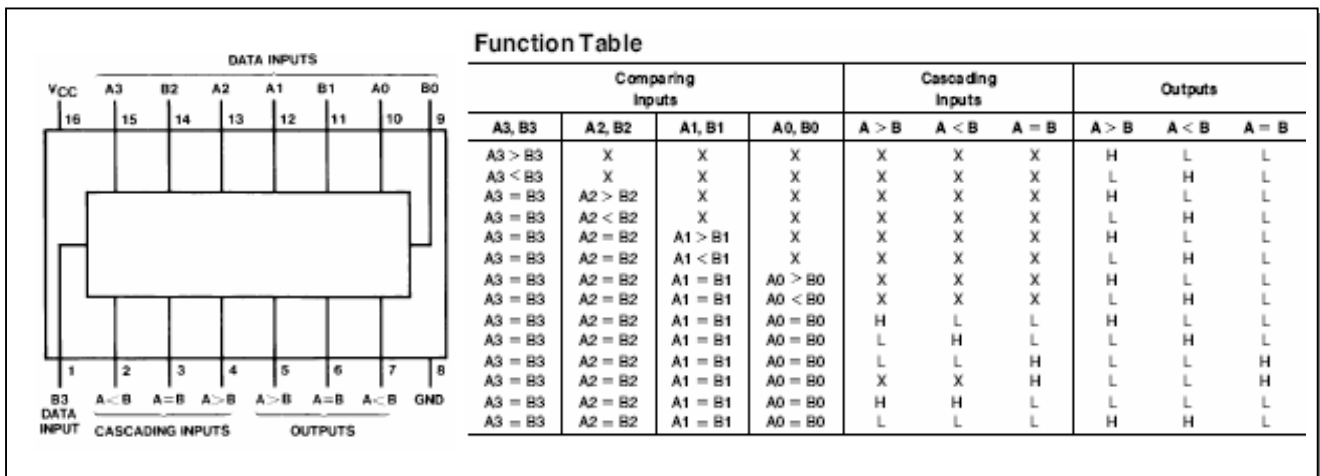 DATA INPUTS
VCC A3 B2 A2 A1 B1 A0 B0
16 15 14 13 12 11 10 9
1 2 3 4 5 6 7 8
B3 A<B A=B A>B A>B A=B A<B GND
DATA
INPUT CASCADING INPUTS OUTPUTS
Function Table
Comparing Cascading Outputs
Inputs Inputs
A3, B3 A2, B2 A1, B1 A0, B0 A > B A < B A = B A > B A < B A = B
A3 > B3 X X X X X X H L L
A3 < B3 X X X X X X L H L
A3 = B3 A2 > B2 X X X X X H L L
A3 = B3 A2 < B2 X X X X X L H L
A3 = B3 A2 = B2 A1 > B1 X X X X H L L
A3 = B3 A2 = B2 A1 < B1 X X X X L H L
A3 = B3 A2 = B2 A1 = B1 A0 > B0 X X X H L L
A3 = B3 A2 = B2 A1 = B1 A0 < B0 X X X L H L
A3 = B3 A2 = B2 A1 = B1 A0 = B0 H L L H L L
A3 = B3 A2 = B2 A1 = B1 A0 = B0 L H L L H L
A3 = B3 A2 = B2 A1 = B1 A0 = B0 L L H L L H
A3 = B3 A2 = B2 A1 = B1 A0 = B0 X X H L L H
A3 = B3 A2 = B2 A1 = B1 A0 = B0 H H L L L L
A3 = B3 A2 = B2 A1 = B1 A0 = B0 L L L H H L